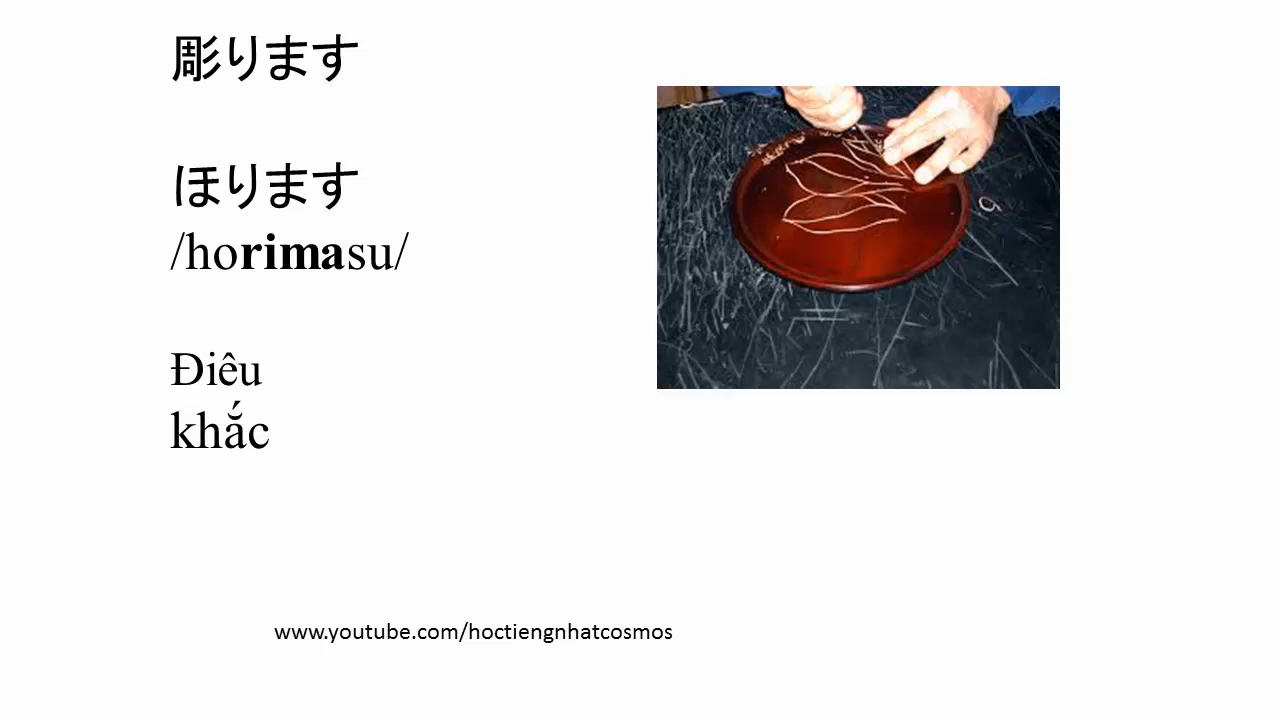 彫ります
ほります
/horimasu/
Điêu
khắc
www.youtube.com/hoctiengnhatcosmos